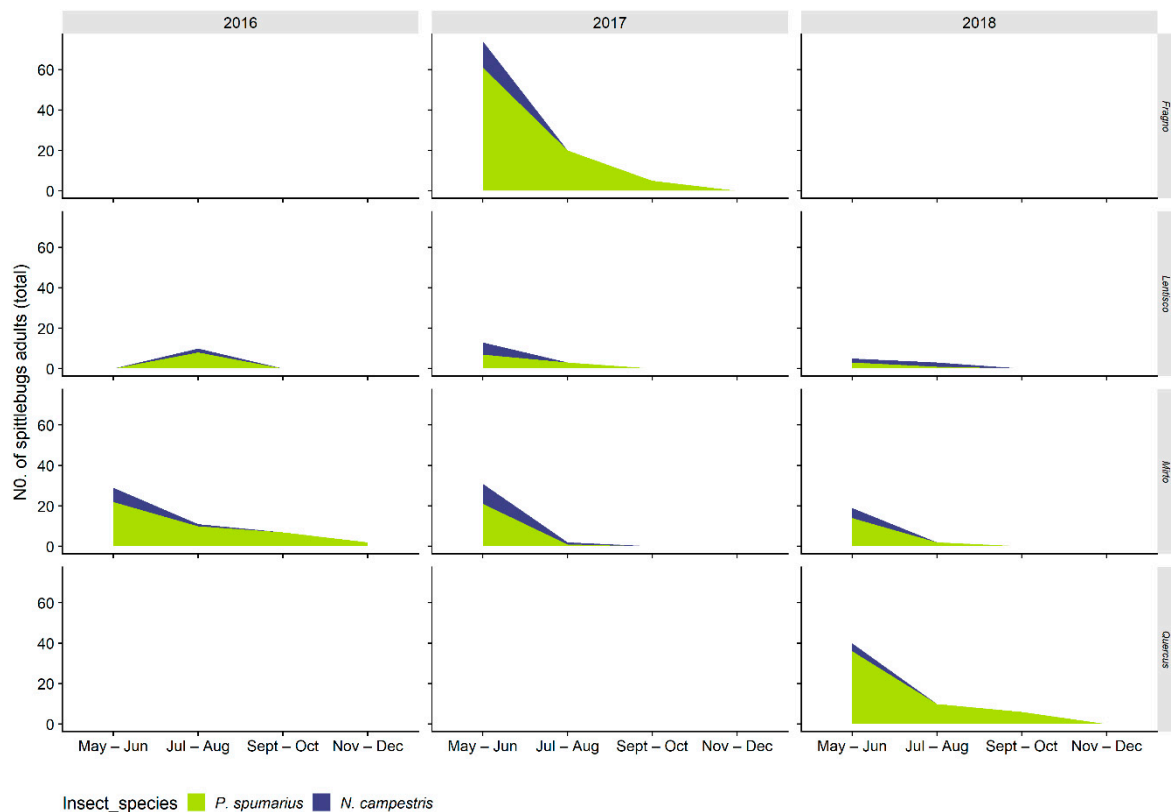 2016 2017 2018
N0. of spittlebugs adults (total)
60
40
20
0
Fragno
60
40
20
0
Lentisco
60
40
20
0
Mirto
60
40
20
0
Quercus
May – Jun Jul – Aug Sept – Oct Nov – Dec May – Jun Jul – Aug Sept – Oct Nov – Dec May – Jun Jul – Aug Sept – Oct Nov – Dec
Insect_species P. spumarius N. campestris